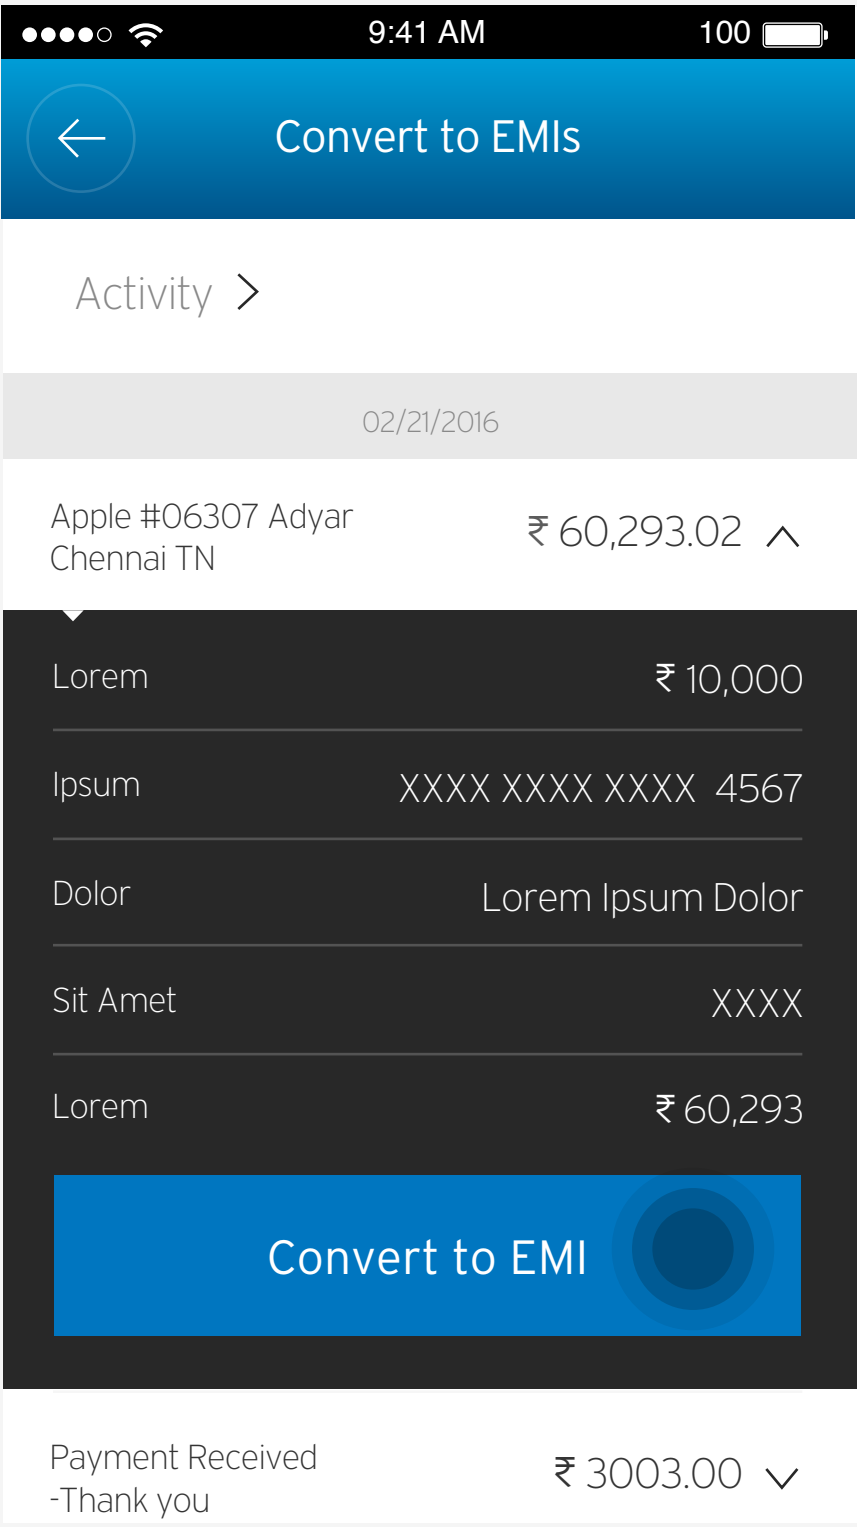 9:41 AM 100
Convert to EMIs
Activity
02/21/2016
Apple #06307 Adyar
Chennai TN
₹ 60,293.02
Lorem ₹ 10,000
Ipsum XXXX XXXX XXXX 4567
Dolor Lorem Ipsum Dolor
Sit Amet XXXX
Lorem ₹ 60,293
Convert to EMI
Payment Received
-Thank you
₹ 3003.00